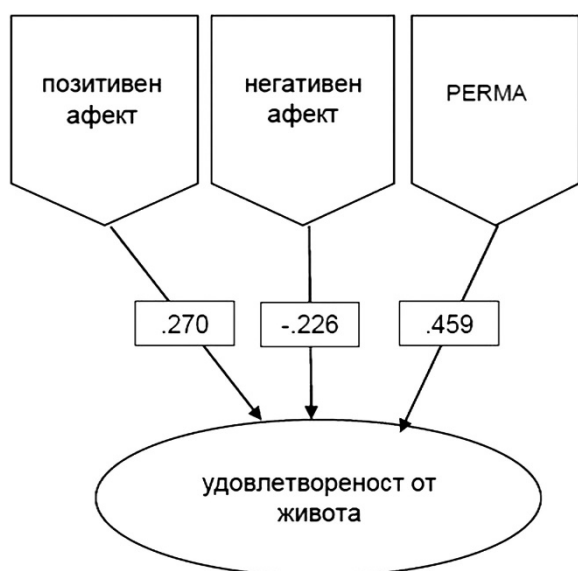 позитивен
афект
негативен
афект
PERMA
.270
-.226
.459
удовлетвореност от
живота